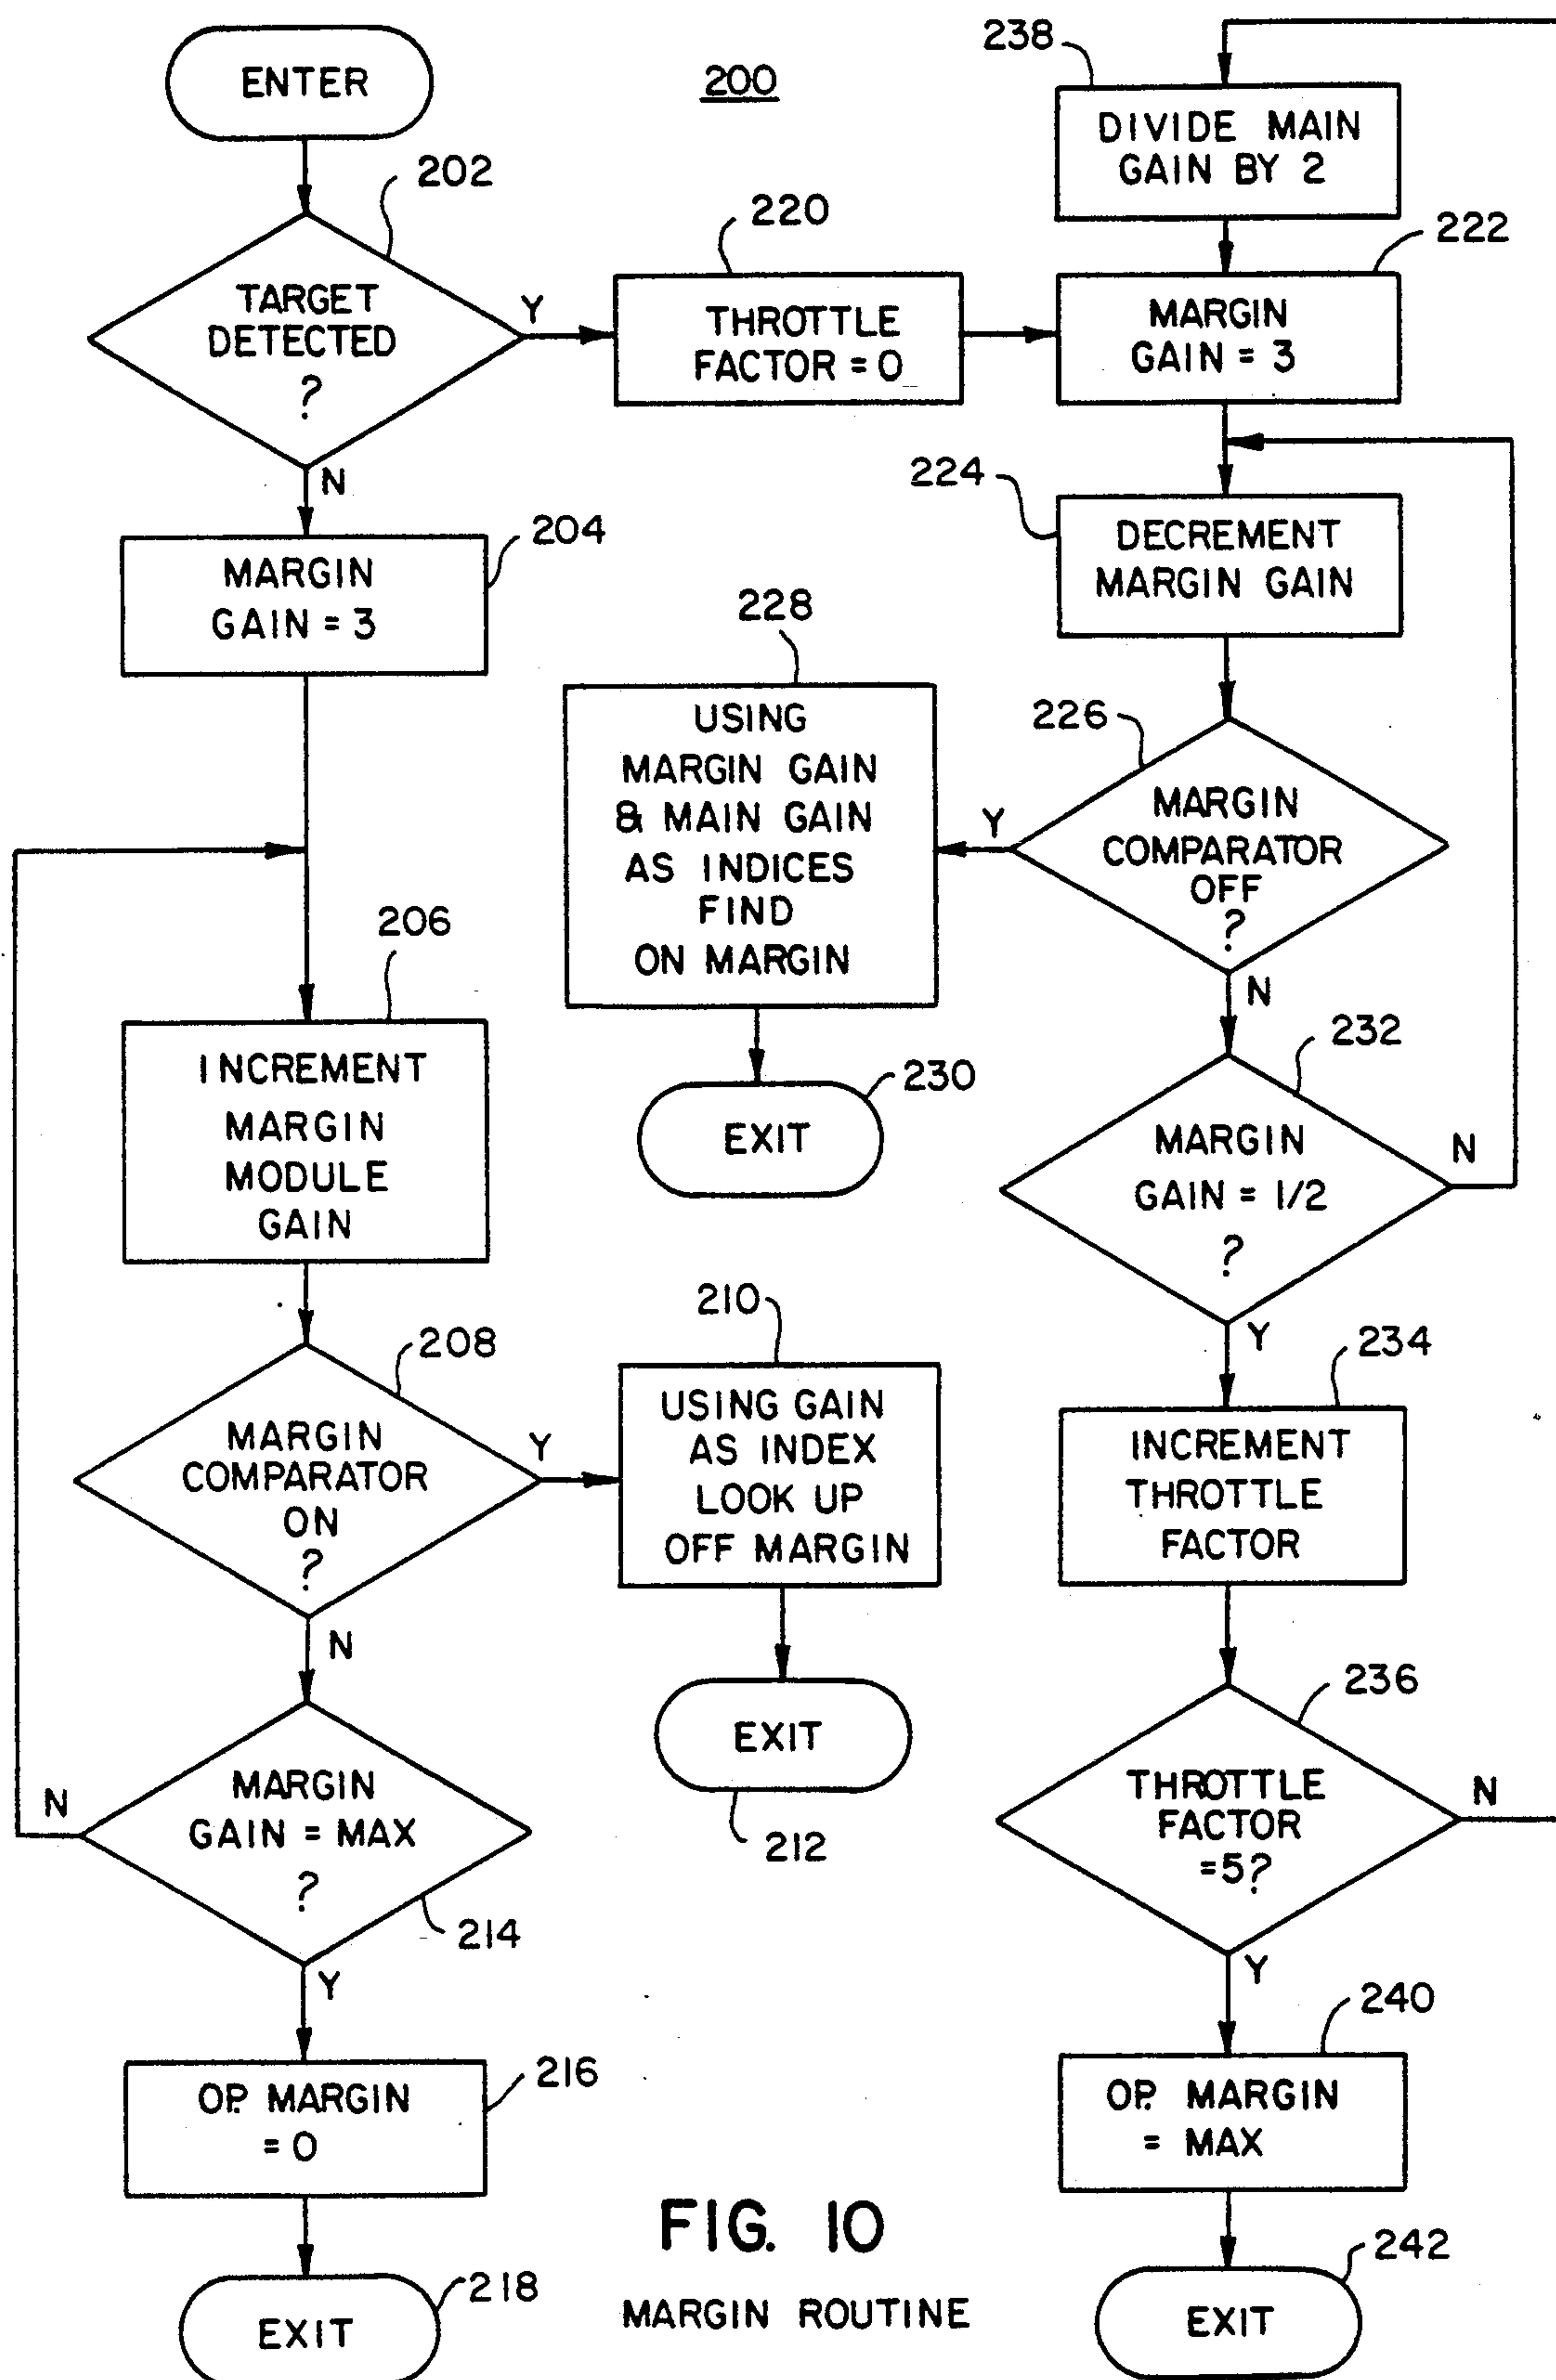 ENTER
200
202
TARGET
DETECTED
?
Y
N
220
THROTTLE
FACTOR = 0
238
DIVIDE MAIN
GAIN BY 2
222
MARGIN
GAIN = 3
204
MARGIN
GAIN = 3
224
DECREMENT
MARGIN GAIN
228
USING
MARGIN GAIN
& MAIN GAIN
AS INDICES
FIND
ON MARGIN
226
MARGIN
COMPARATOR
OFF
?
Y
N
230
EXIT
206
INCREMENT
MARGIN
MODULE
GAIN
232
MARGIN
GAIN = 1/2
?
N
Y
208
MARGIN
COMPARATOR
ON
?
Y
N
210
USING GAIN
AS INDEX
LOOK UP
OFF MARGIN
EXIT
212
234
INCREMENT
THROTTLE
FACTOR
236
THROTTLE
FACTOR
=5?
N
Y
N
MARGIN
GAIN = MAX
?
214
Y
216
OP. MARGIN
= 0
218
EXIT
240
OP. MARGIN
= MAX
242
EXIT
FIG. 10
MARGIN ROUTINE